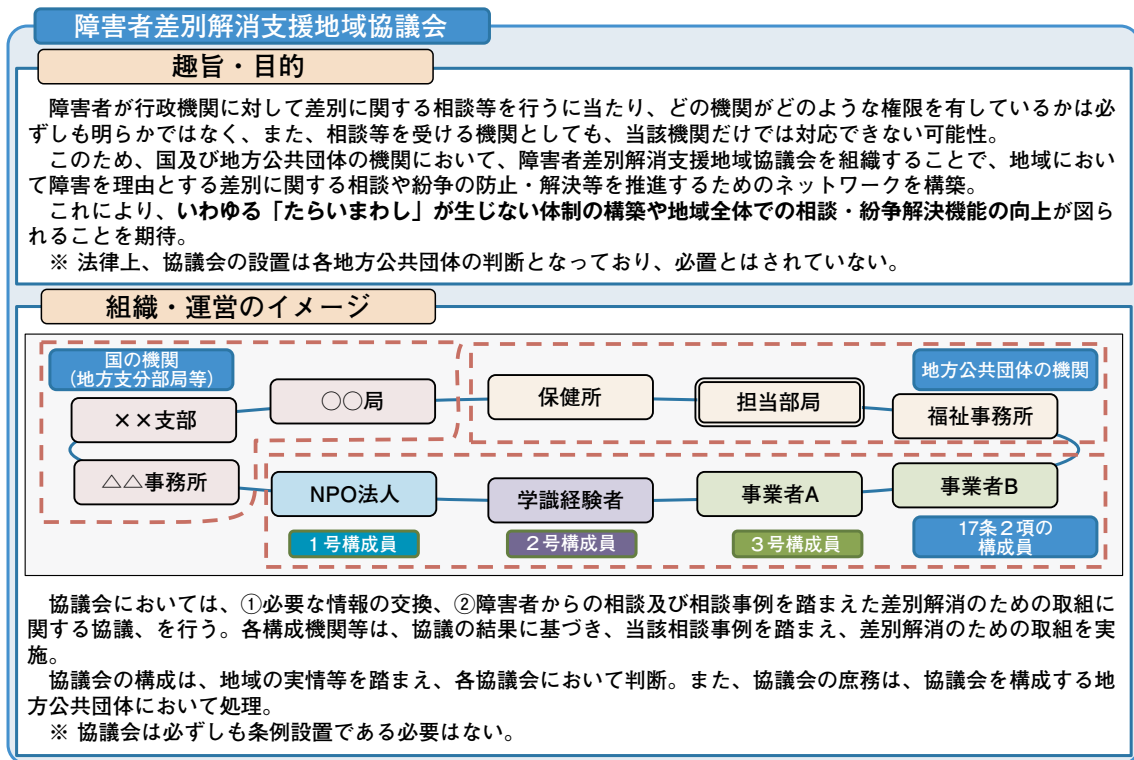 障害者差別解消支援地域協議会
趣旨・目的
障害者が行政機関に対して差別に関する相談等を行うに当たり、どの機関がどのような権限を有しているかは必
ずしも明らかではなく、また、相談等を受ける機関としても、当該機関だけでは対応できない可能性。
このため、国及び地方公共団体の機関において、障害者差別解消支援地域協議会を組織することで、地域におい
て障害を理由とする差別に関する相談や紛争の防止・解決等を推進するためのネットワークを構築。
これにより、いわゆる「たらいまわし」が生じない体制の構築や地域全体での相談・紛争解決機能の向上が図ら
れることを期待。
※ 法律上、協議会の設置は各地方公共団体の判断となっており、必置とはされていない。
組織・運営のイメージ
国の機関
(地方支分部局等)
地方公共団体の機関
××支部
〇〇局
保健所
担当部局
福祉事務所
△△事務所
NPO法人
学識経験者
事業者A
事業者B
１号構成員
２号構成員
３号構成員
17条２項の
構成員
協議会においては、①必要な情報の交換、②障害者からの相談及び相談事例を踏まえた差別解消のための取組に
関する協議、を行う。各構成機関等は、協議の結果に基づき、当該相談事例を踏まえ、差別解消のための取組を実
施。
協議会の構成は、地域の実情等を踏まえ、各協議会において判断。また、協議会の庶務は、協議会を構成する地
方公共団体において処理。
※ 協議会は必ずしも条例設置である必要はない。